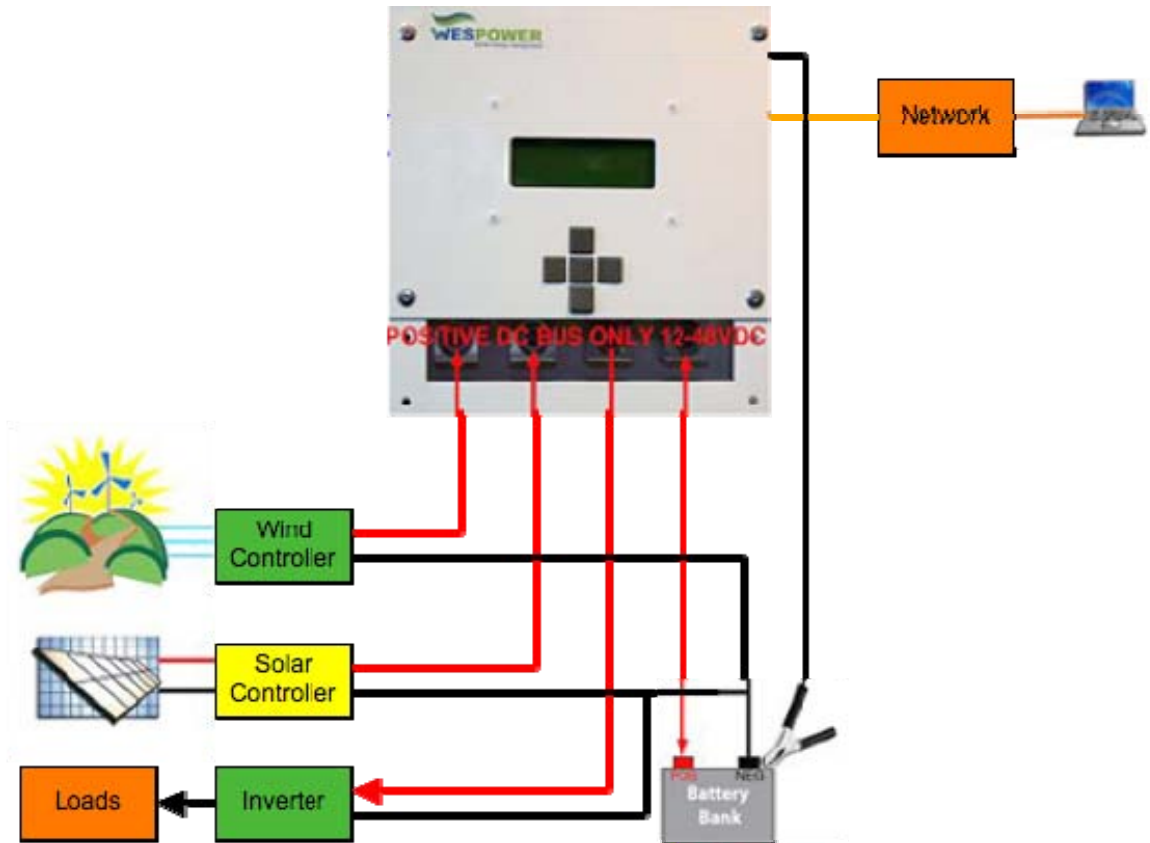 WESPOWER
Network
POSITIVE DC BUS ONLY 12-48VDC
Wind
Controller
Solar
Controller
POS
NEG
Battery
Bank
Loads
Inverter